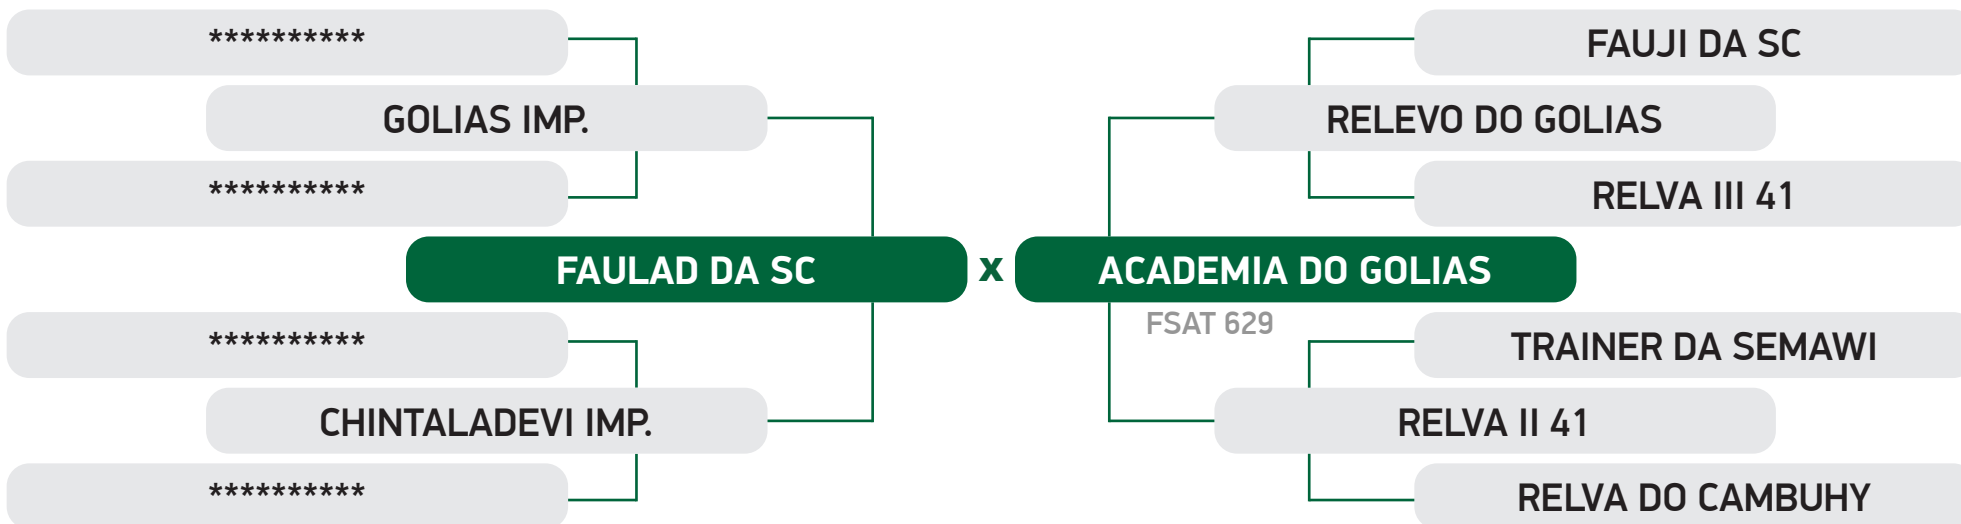 **********
FAUJI DA SC
GOLIAS IMP.
RELEVO DO GOLIAS
**********
RELVA III 41
FAULAD DA SC
x
ACADEMIA DO GOLIAS
FSAT 629
**********
TRAINER DA SEMAWI
CHINTALADEVI IMP.
RELVA II 41
**********
RELVA DO CAMBUHY